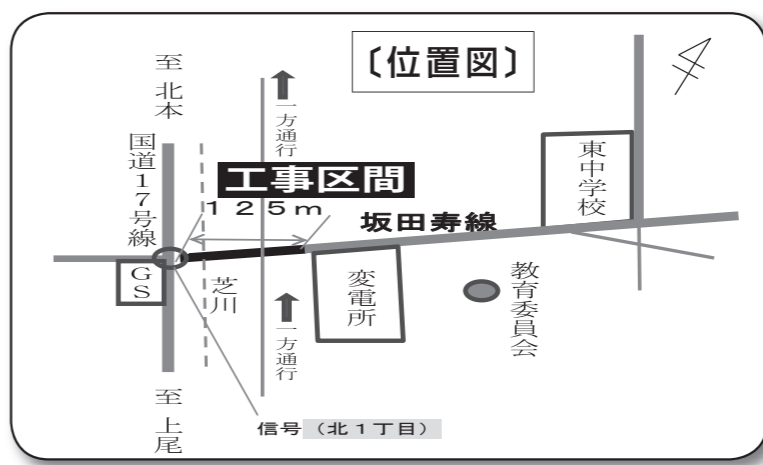 〔位置図〕
至 北本
国道17号線
一方通行
工事区間
125m
坂田寿線
東中学校
GS
芝川
変電所
教育委員会
一方通行
至 上尾
信号（北1丁目）